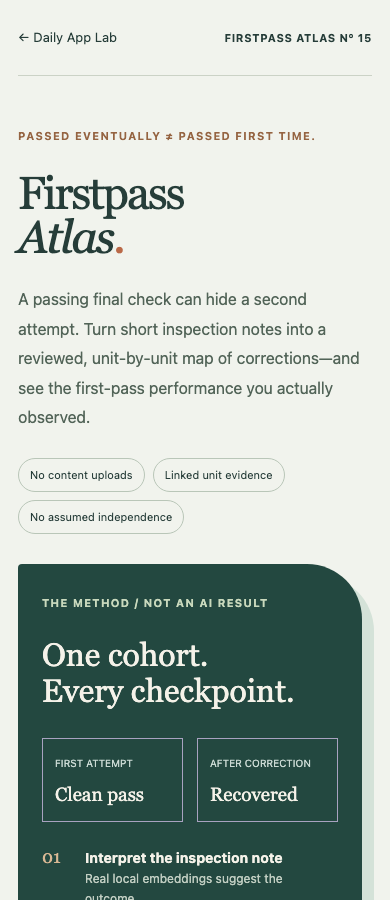 ← Daily App Lab
FIRSTPASS ATLAS Nº 15
PASSED EVENTUALLY ≠ PASSED FIRST TIME.
Firstpass
Atlas.
A passing final check can hide a second
attempt. Turn short inspection notes into a
reviewed, unit-by-unit map of corrections—and
see the first-pass performance you actually
observed.
No content uploads
Linked unit evidence
No assumed independence
THE METHOD / NOT AN AI RESULT
One cohort.
Every checkpoint.
FIRST ATTEMPT
Clean pass
AFTER CORRECTION
Recovered
01 Interpret the inspection note
Real local embeddings suggest the
outcome